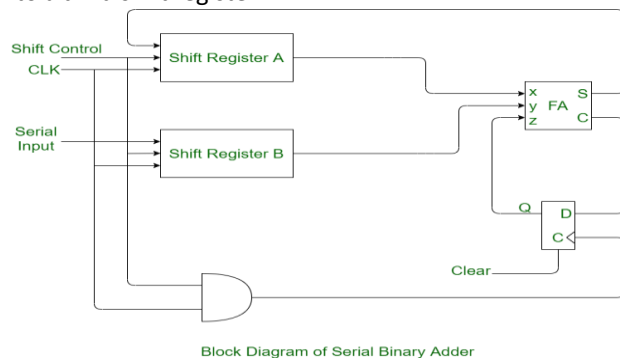 Shift Control
CLK
Shift Register A
x
y
z
FA
S
C
Serial
Input
Shift Register B
Q
D
C
Clear
Block Diagram of Serial Binary Adder